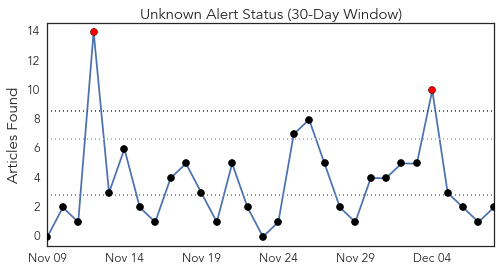 Unknown Alert Status (30-Day Window)
Articles Found
14
12
10
8
6
4
2
0
Nov 09 Nov 14 Nov 19 Nov 24 Nov 29 Dec 04